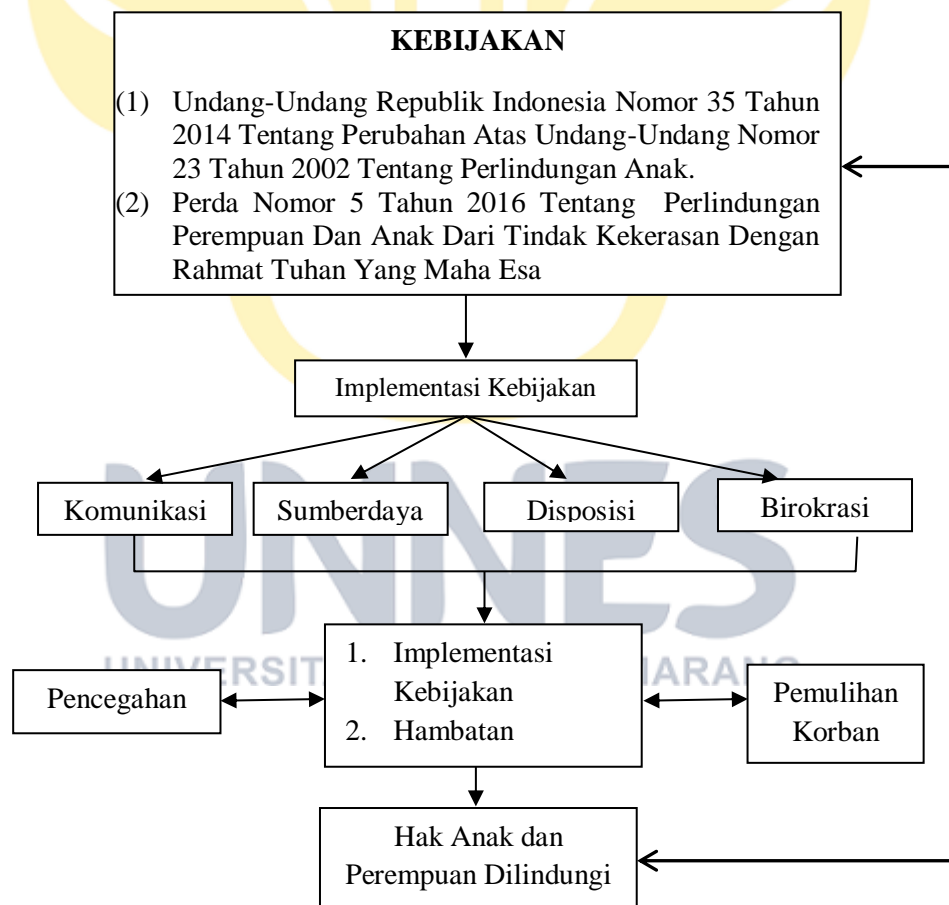 KEBIJAKAN
(1) Undang-Undang Republik Indonesia Nomor 35 Tahun
2014 Tentang Perubahan Atas Undang-Undang Nomor
23 Tahun 2002 Tentang Perlindungan Anak.
(2) Perda Nomor 5 Tahun 2016 Tentang Perlindungan
Perempuan Dan Anak Dari Tindak Kekerasan Dengan
Rahmat Tuhan Yang Maha Esa
Implementasi Kebijakan
Komunikasi
Sumberdaya
Disposisi
Birokrasi
UNNES
1. Implementasi
Kebijakan
2. Hambatan
Pencegahan
Pemulihan
Korban
Hak Anak dan
Perempuan Dilindungi